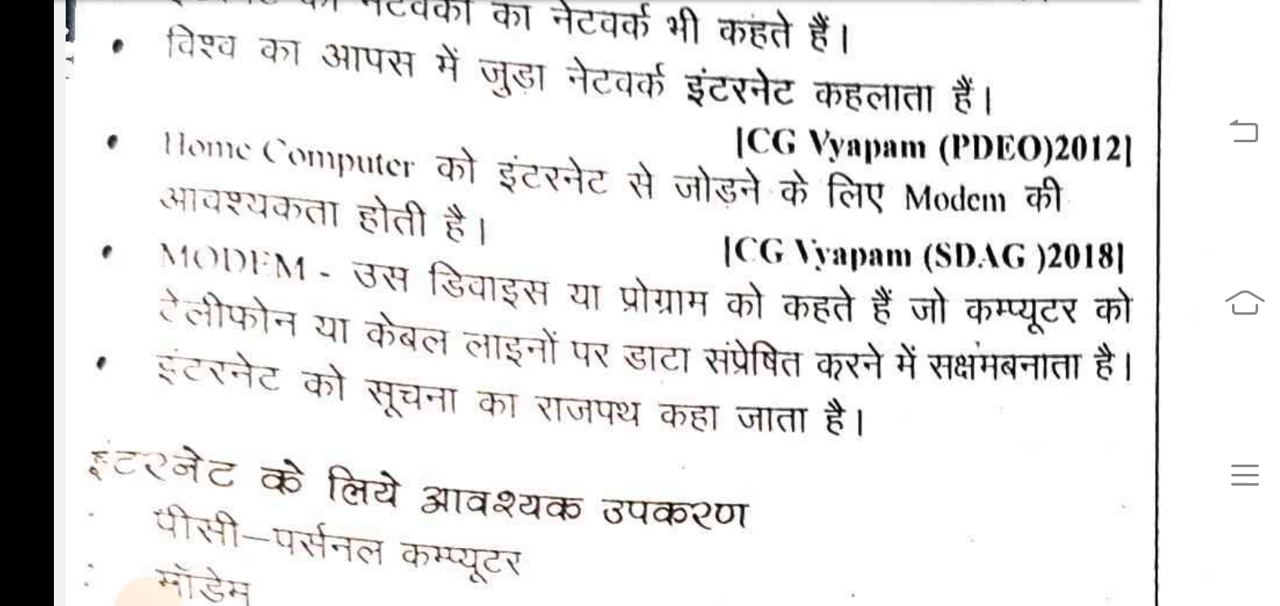 नेटवर्को का नेटवर्क भी कहते हैं।
• विश्व का आपस में जुडा नेटवर्क इंटरनेट कहलाता हैं।
[CG Vyapam (PDEO)2012]
• Home Computer को इंटरनेट से जोड़ने के लिए Modem की
आवश्यकता होती है।
[CG Vyapam (SDAG )2018]
• MODEM - उस डिवाइस या प्रोग्राम को कहते हैं जो कम्प्यूटर को
टेलीफोन या केबल लाइनों पर डाटा संप्रेषित करने में सक्षमबनाता है।
• इंटरनेट को सूचना का राजपथ कहा जाता है।
इंटरनेट के लिये आवश्यक उपकरण
पीसी–पर्सनल कम्प्यूटर
मॉडेम